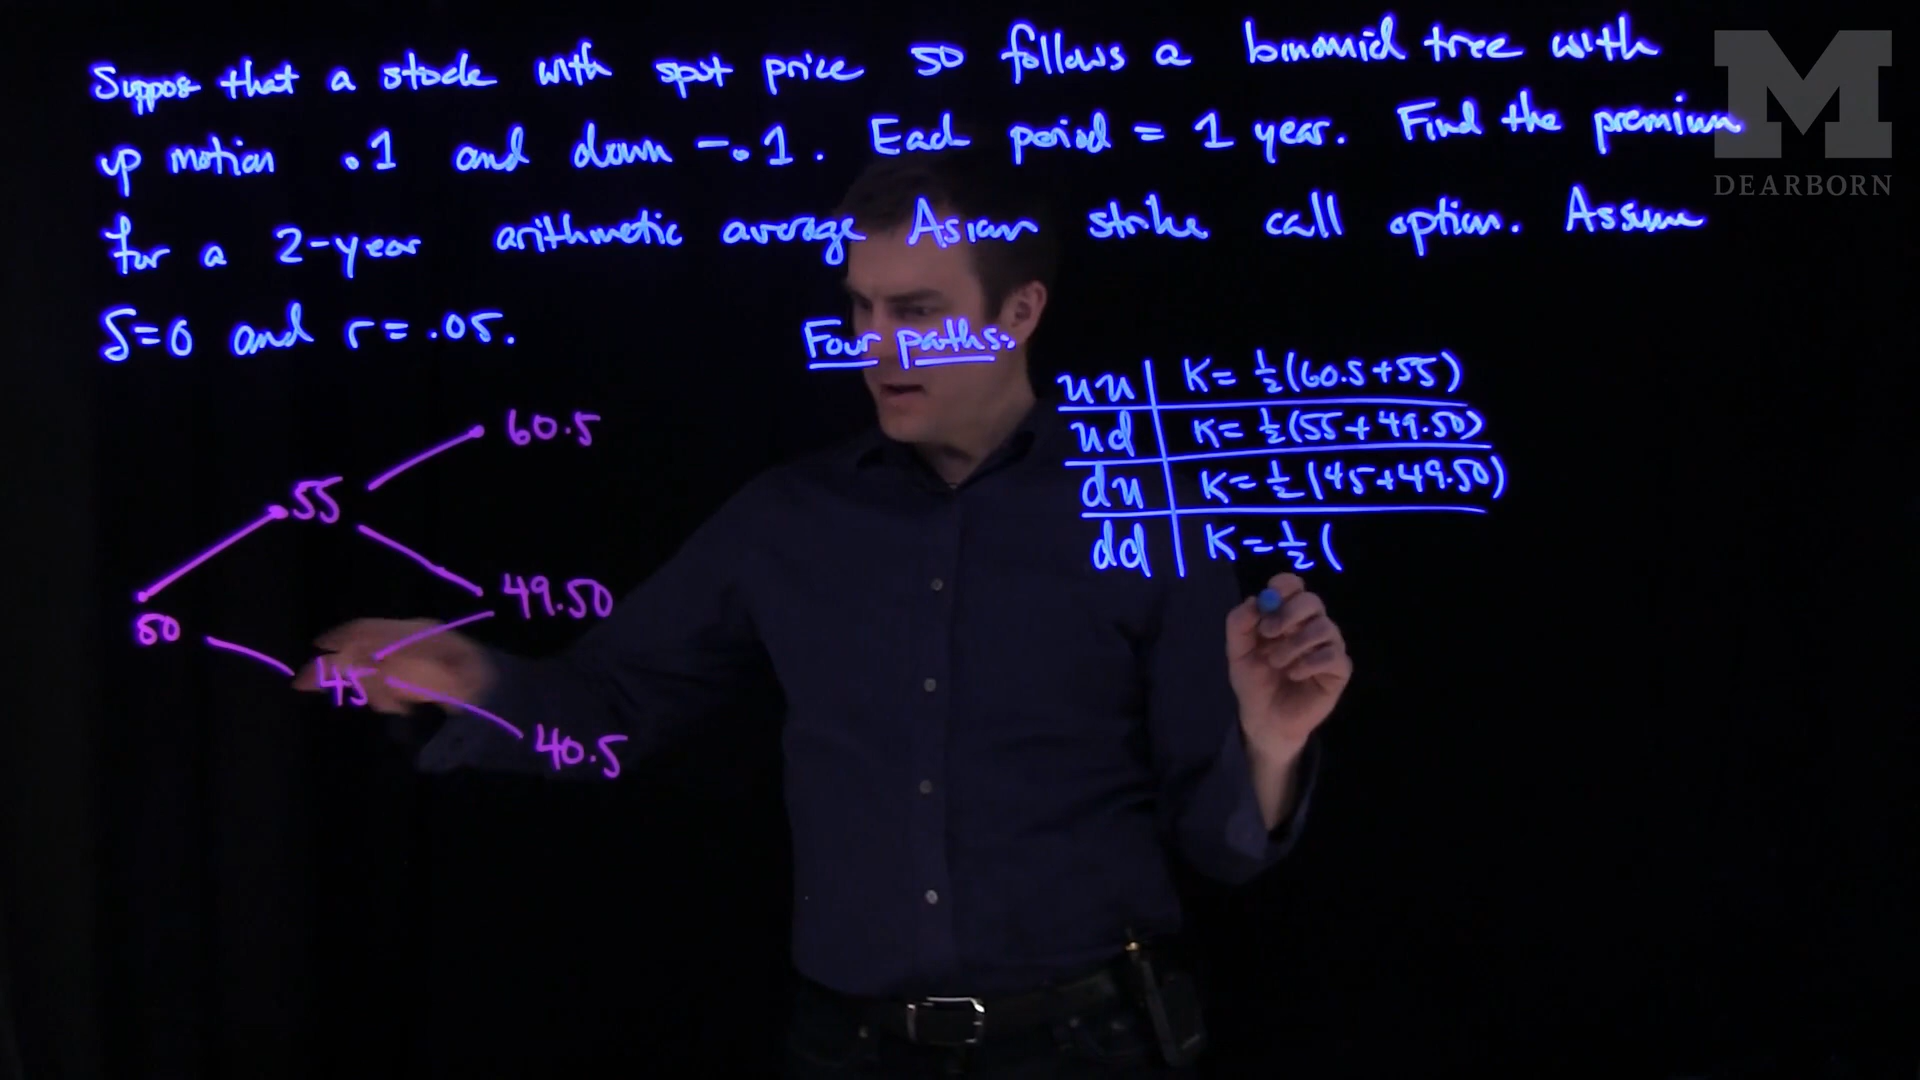 Suppose that a stock with spot price 50 follows a binomial tree with
up motion .1 and down -.1. Each period = 1 year. Find the premium
for a 2-year arithmetic average Asian strike call option. Assume
δ=0 and r=.05.
Four paths:
uu | K=½(60.5+55)
ud | K=½(55+49.50)
du | K=½(45+49.50)
dd | K=½(
60.5
55
49.50
50
45
40.5
M
DEARBORN